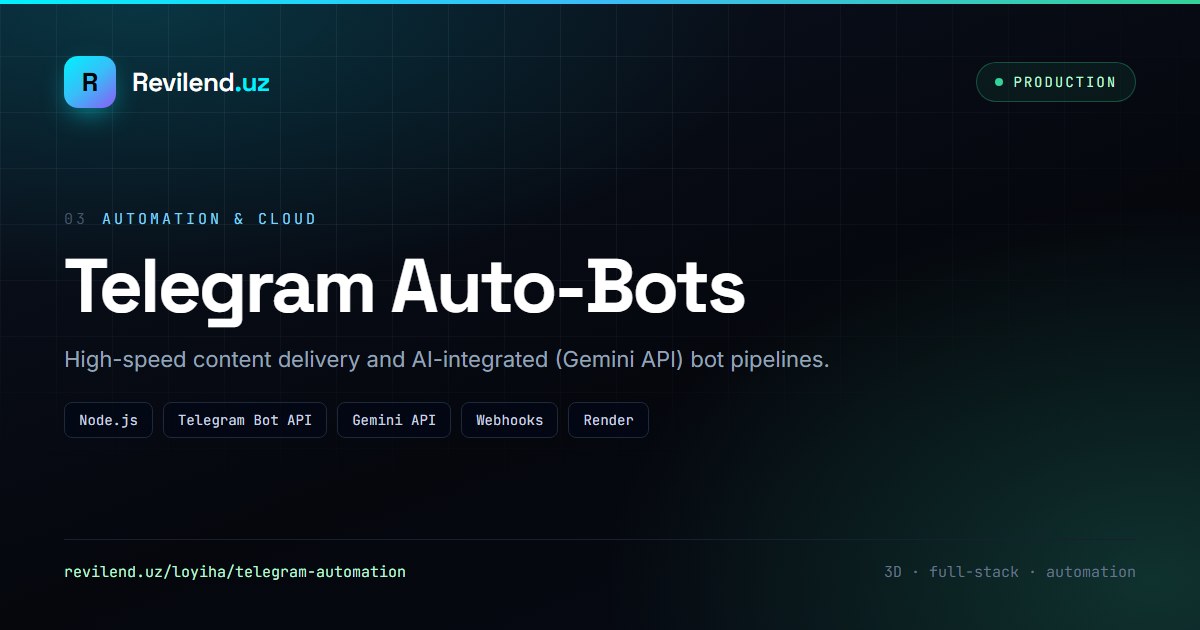 R Revilend.uz
PRODUCTION
03 AUTOMATION & CLOUD
Telegram Auto-Bots
High-speed content delivery and AI-integrated (Gemini API) bot pipelines.
Node.js Telegram Bot API Gemini API Webhooks Render
revilend.uz/loyiha/telegram-automation
3D · full-stack · automation